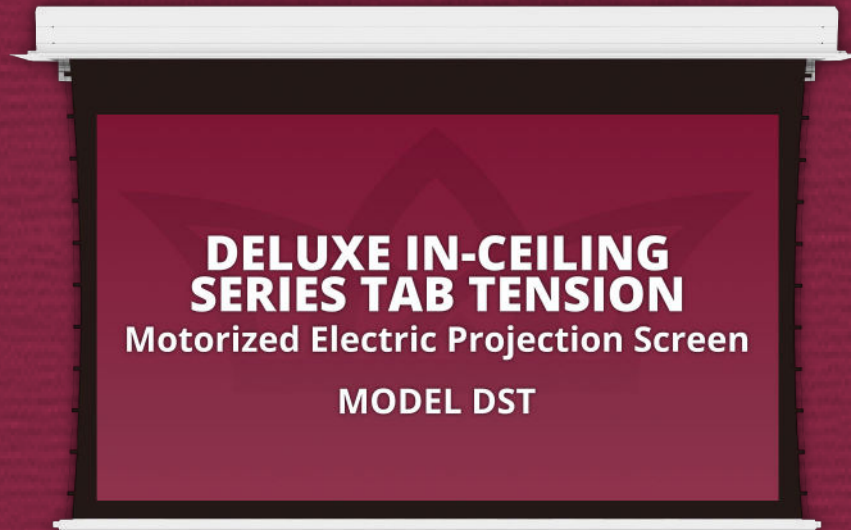 DELUXE IN-CEILING
SERIES TAB TENSION
Motorized Electric Projection Screen
MODEL DST